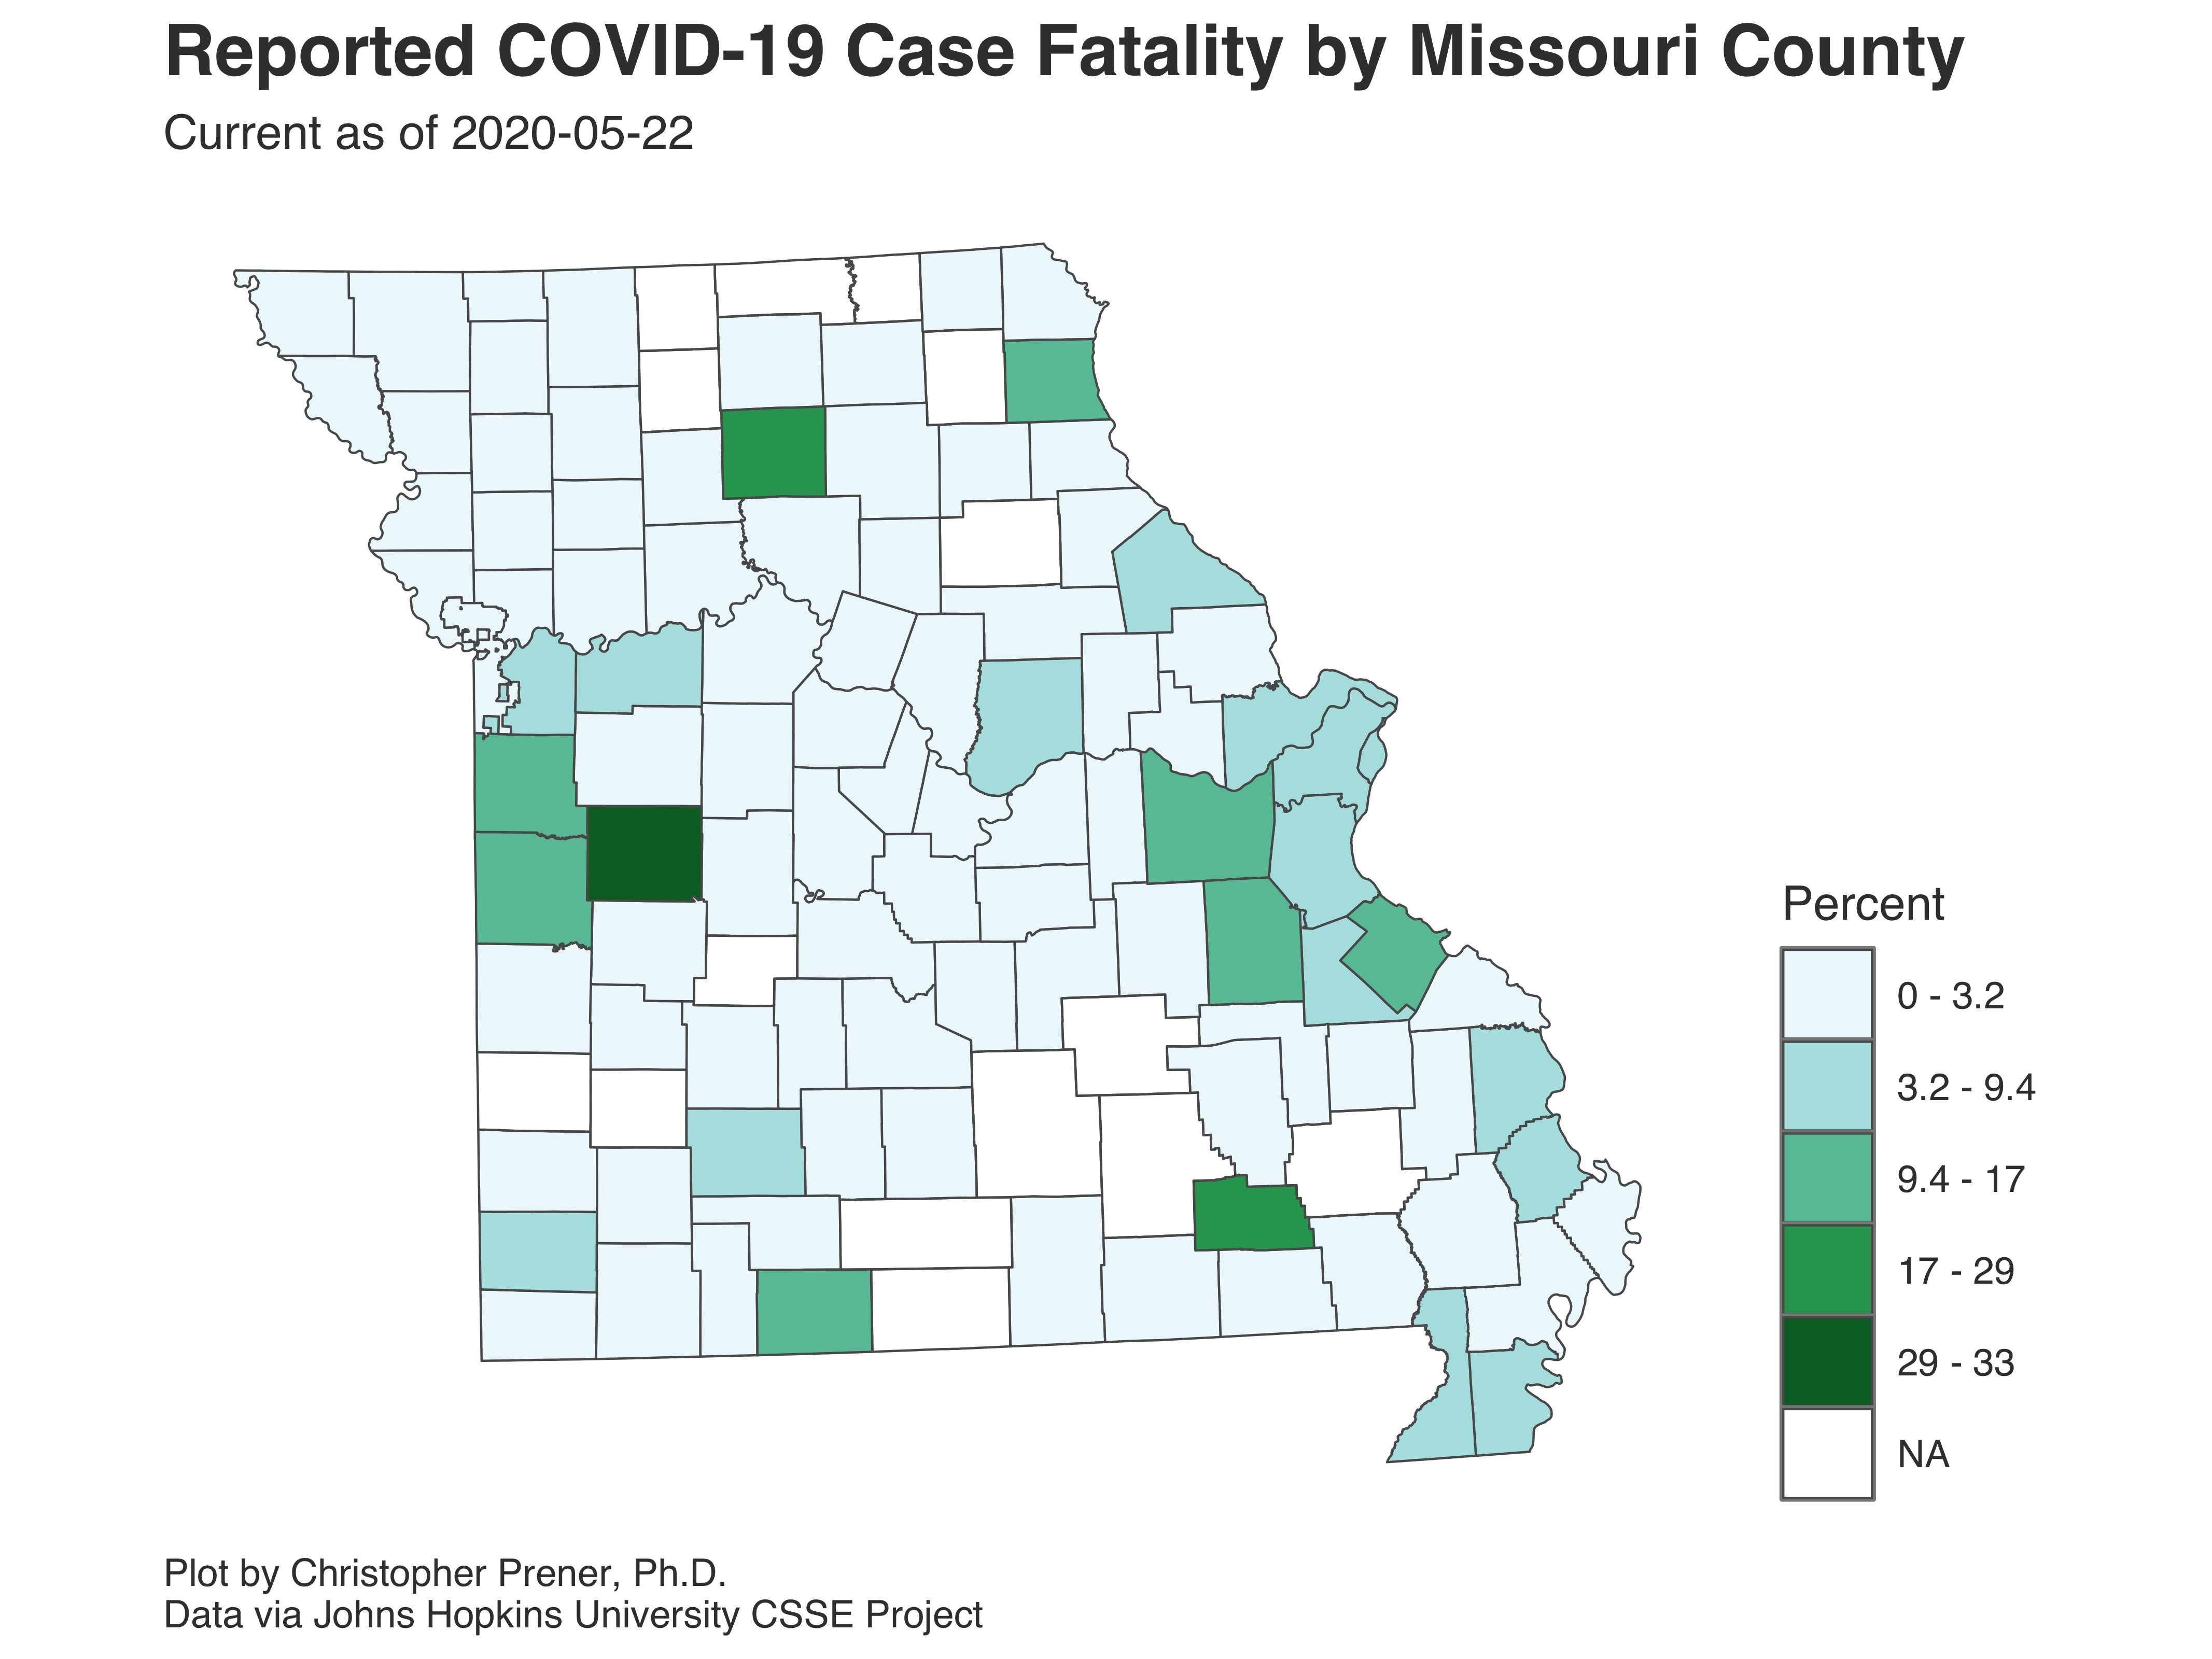 Reported COVID-19 Case Fatality by Missouri County
Current as of 2020-05-22
Percent
0 - 3.2
3.2 - 9.4
9.4 - 17
17 - 29
29 - 33
NA
Plot by Christopher Prener, Ph.D.
Data via Johns Hopkins University CSSE Project